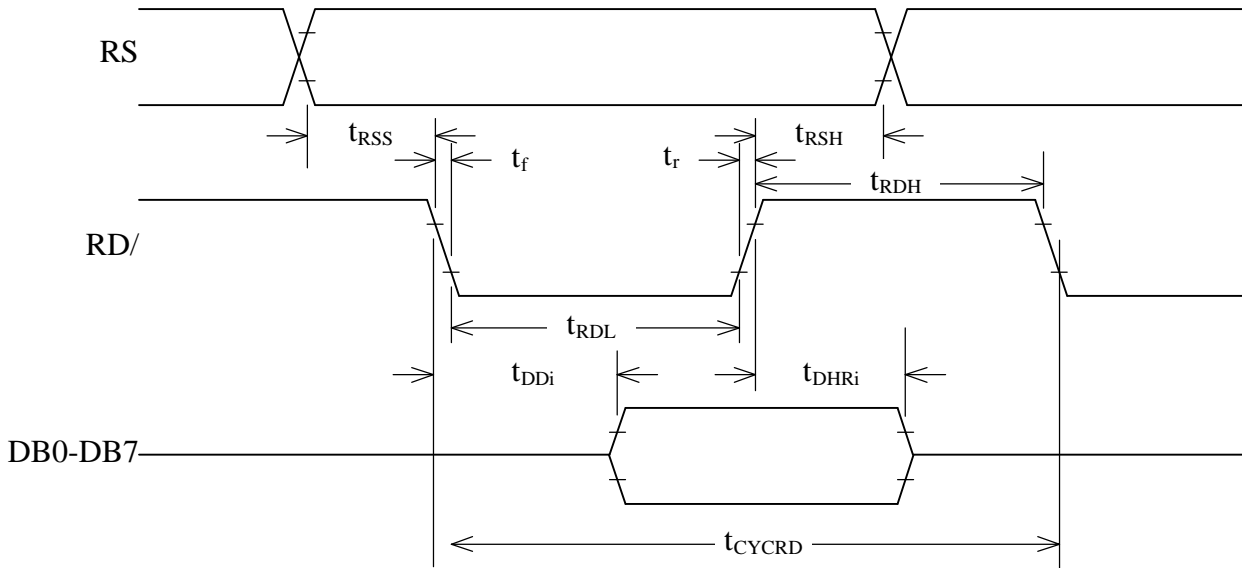 RS
tRSS
tRSH
tf
tr
tRDH
RD/
tRDL
tDDi
tDHRi
DB0-DB7
tCYCRD